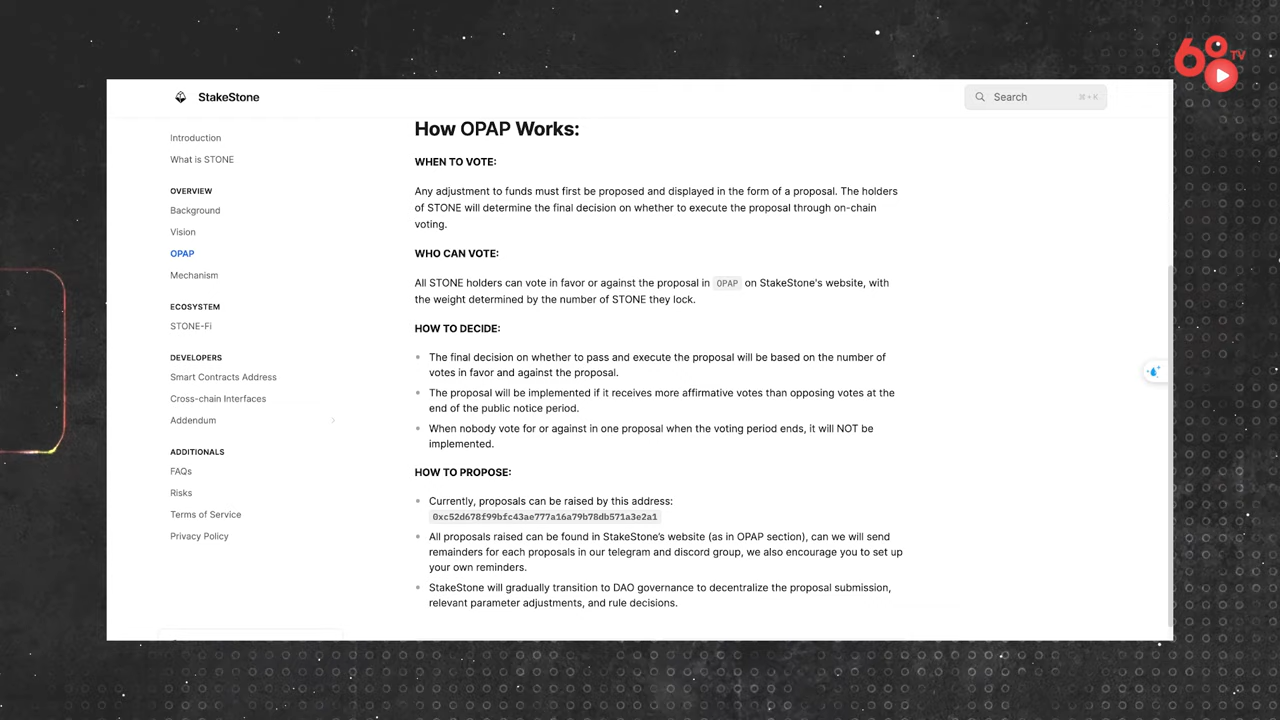 60 TV
StakeStone
Search
⌘+K
Introduction
What is STONE
OVERVIEW
Background
Vision
OPAP
Mechanism
ECOSYSTEM
STONE-Fi
DEVELOPERS
Smart Contracts Address
Cross-chain Interfaces
Addendum
ADDITIONALS
FAQs
Risks
Terms of Service
Privacy Policy
How OPAP Works:
WHEN TO VOTE:
Any adjustment to funds must first be proposed and displayed in the form of a proposal. The holders
of STONE will determine the final decision on whether to execute the proposal through on-chain
voting.
WHO CAN VOTE:
All STONE holders can vote in favor or against the proposal in OPAP on StakeStone's website, with
the weight determined by the number of STONE they lock.
HOW TO DECIDE:
The final decision on whether to pass and execute the proposal will be based on the number of
votes in favor and against the proposal.
The proposal will be implemented if it receives more affirmative votes than opposing votes at the
end of the public notice period.
When nobody vote for or against in one proposal when the voting period ends, it will NOT be
implemented.
HOW TO PROPOSE:
Currently, proposals can be raised by this address:
0xc52d678f99bfc43ae777a16a79b78db571a3e2a1
All proposals raised can be found in StakeStone's website (as in OPAP section), can we will send
remainders for each proposals in our telegram and discord group, we also encourage you to set up
your own reminders.
StakeStone will gradually transition to DAO governance to decentralize the proposal submission,
relevant parameter adjustments, and rule decisions.